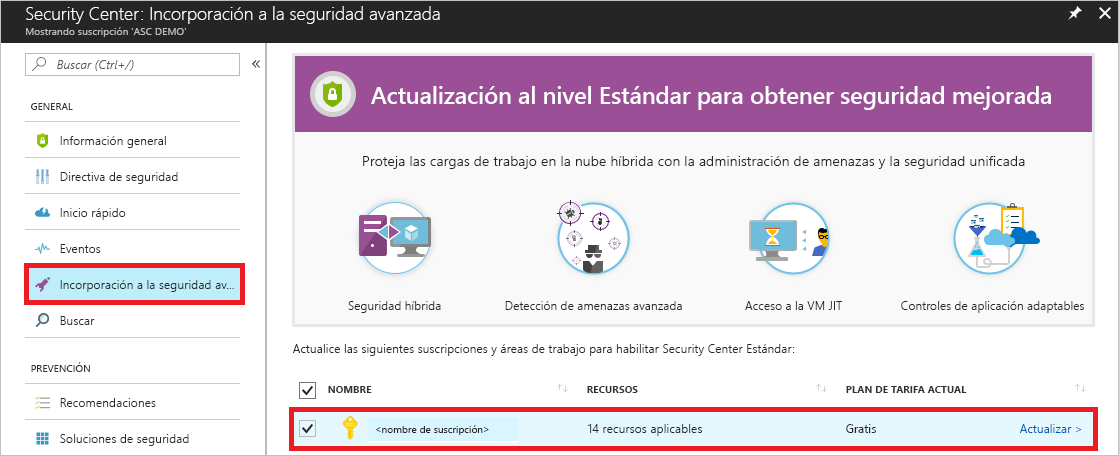 Security Center: Incorporación a la seguridad avanzada
Mostrando suscripción 'ASC DEMO'
Buscar (Ctrl+/)
GENERAL
Información general
Directiva de seguridad
Inicio rápido
Eventos
Incorporación a la seguridad av...
Buscar
PREVENCIÓN
Recomendaciones
Soluciones de seguridad
Actualización al nivel Estándar para obtener seguridad mejorada
Proteja las cargas de trabajo en la nube híbrida con la administración de amenazas y la seguridad unificada
Seguridad híbrida
Detección de amenazas avanzada
Acceso a la VM JIT
Controles de aplicación adaptables
Actualice las siguientes suscripciones y áreas de trabajo para habilitar Security Center Estándar:
NOMBRE RECURSOS PLAN DE TARIFA ACTUAL
<nombre de suscripción> 14 recursos aplicables Gratis Actualizar >